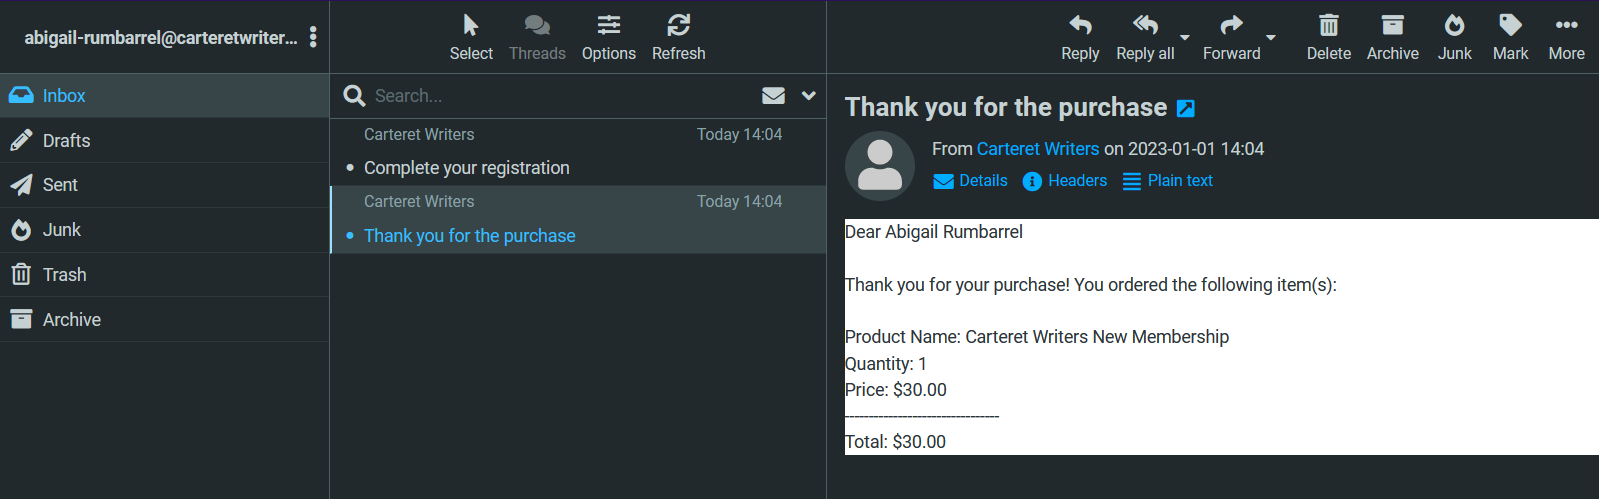 abigail-rumbarrel@carteretwriter...
Select
Threads
Options
Refresh
Reply
Reply all
Forward
Delete
Archive
Junk
Mark
More
Inbox
Drafts
Sent
Junk
Trash
Archive
Search...
Carteret Writers Today 14:04
Complete your registration
Carteret Writers Today 14:04
Thank you for the purchase
Thank you for the purchase
From Carteret Writers on 2023-01-01 14:04
Details Headers Plain text
Dear Abigail Rumbarrel
Thank you for your purchase! You ordered the following item(s):
Product Name: Carteret Writers New Membership
Quantity: 1
Price: $30.00
--------------------------------
Total: $30.00